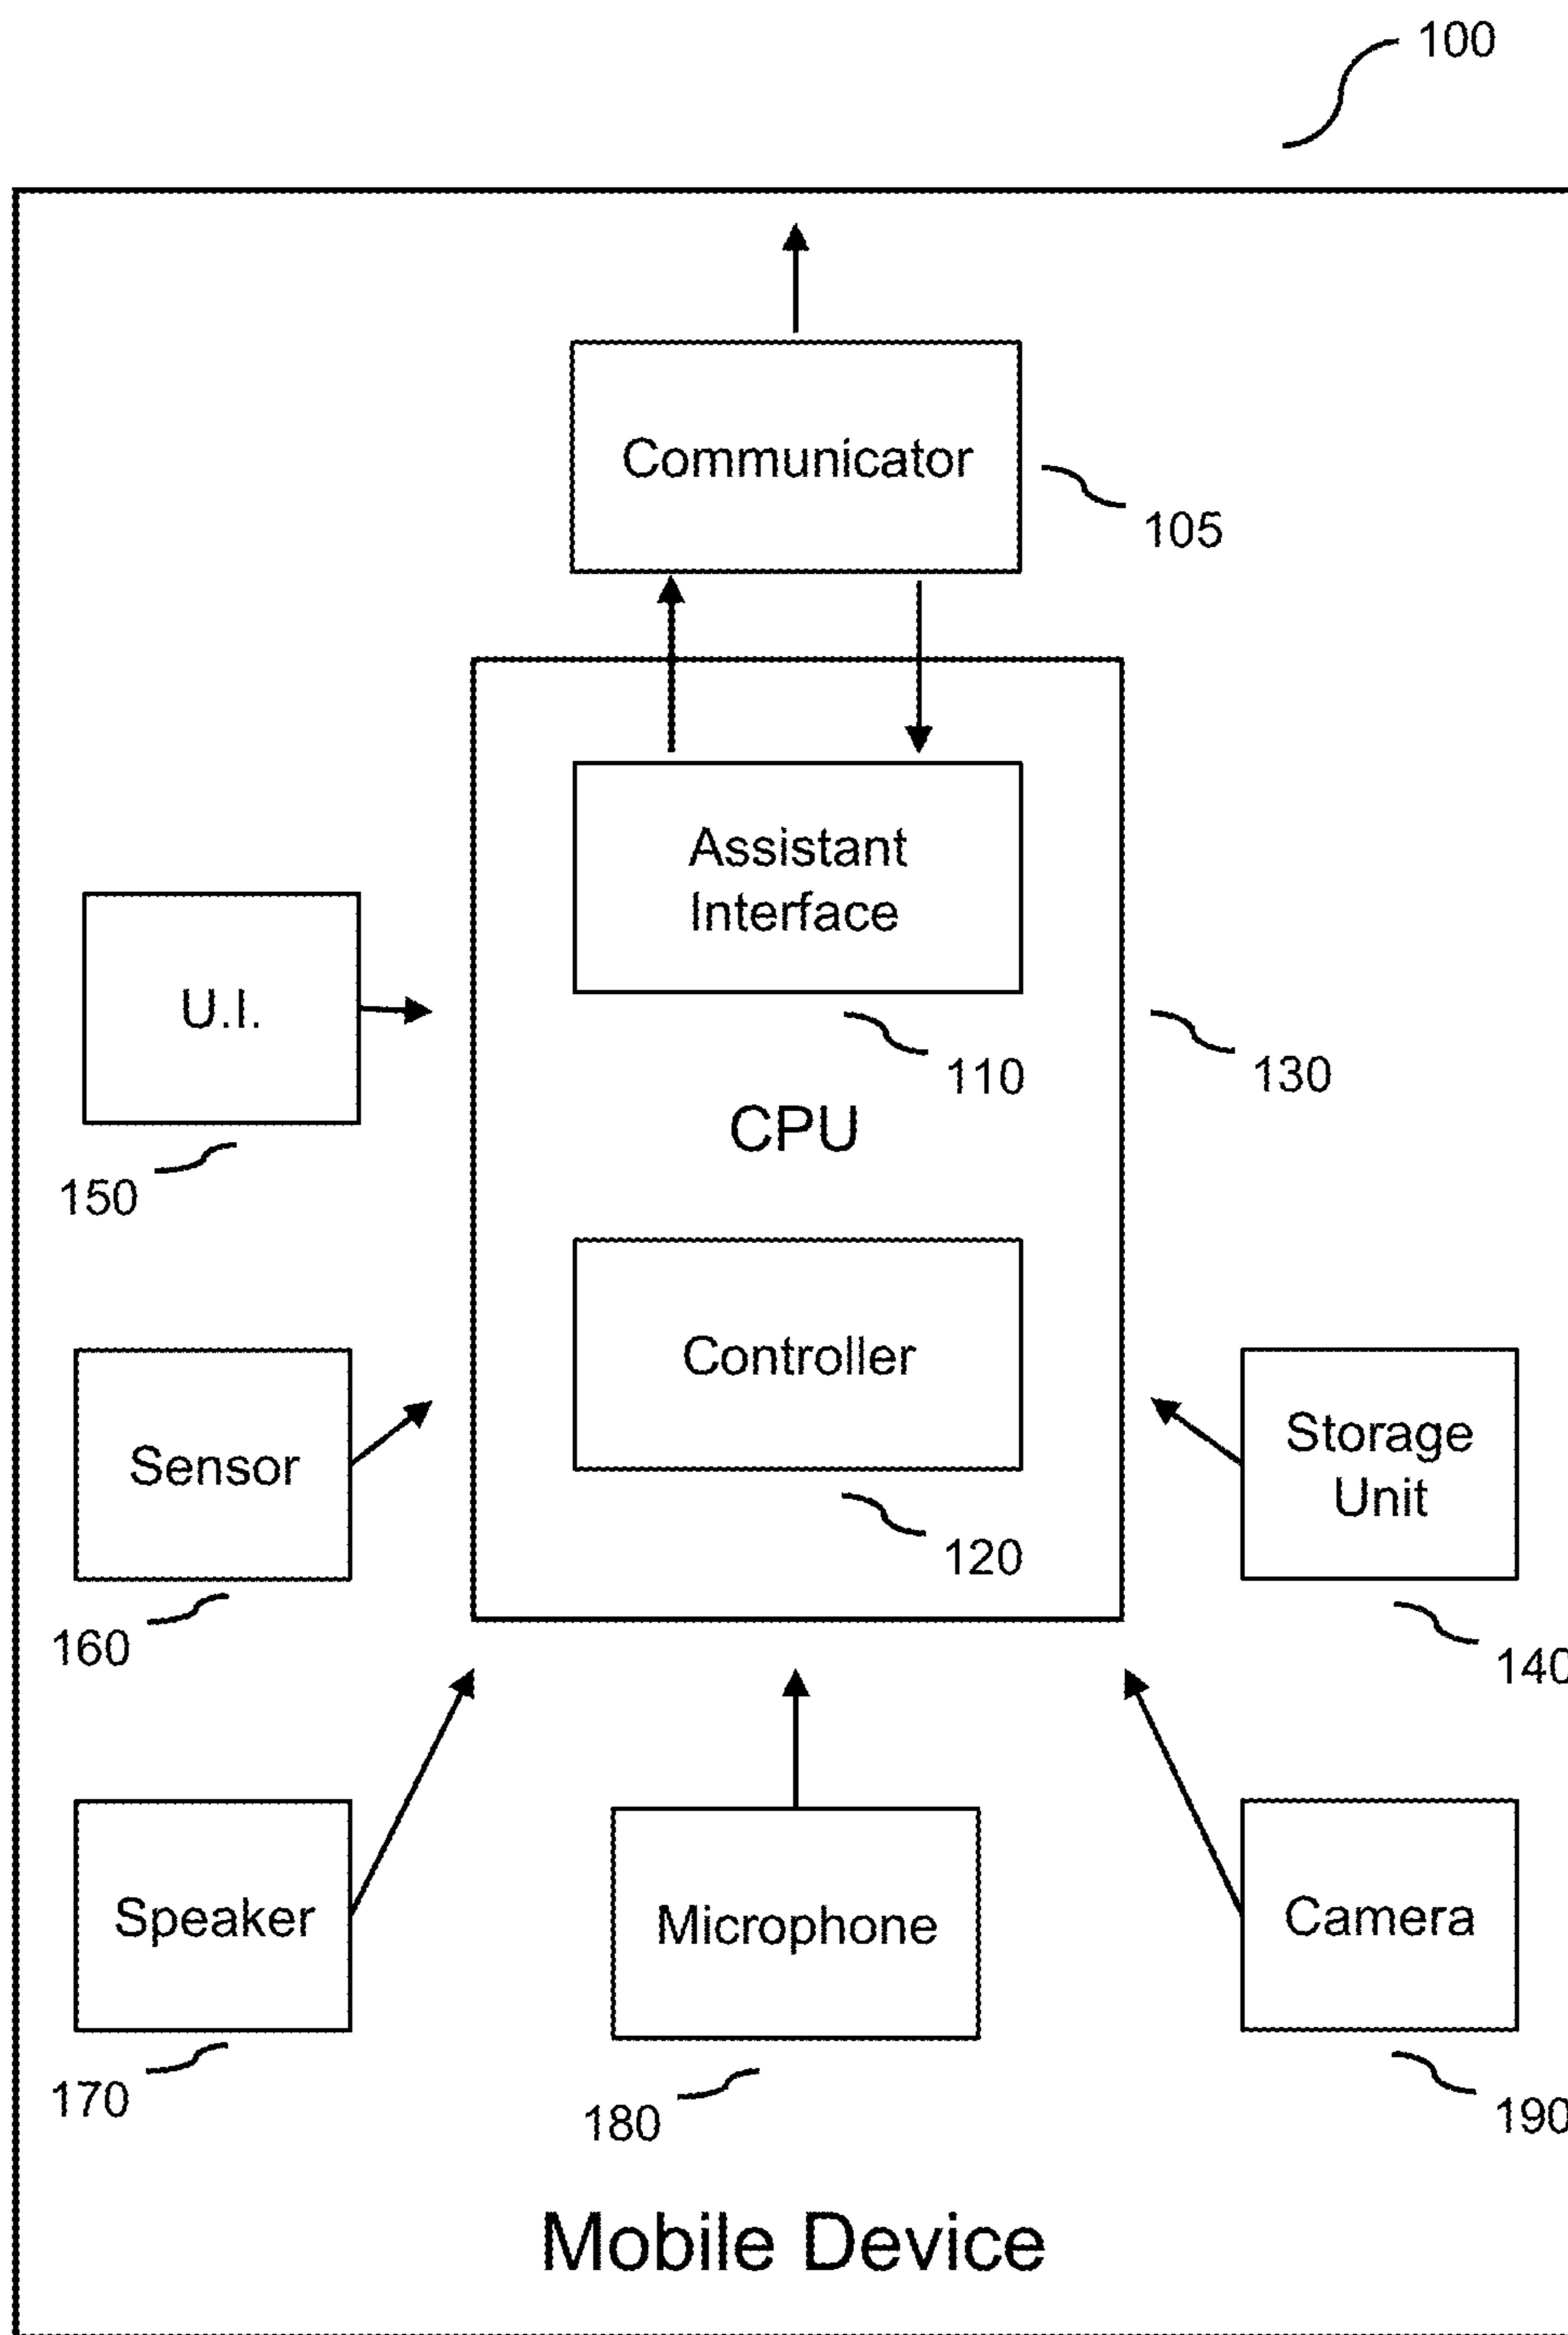 100
Communicator
105
Assistant
Interface
U.I.
110
130
CPU
150
Controller
Sensor
Storage
Unit
120
160
140
Speaker
Microphone
Camera
170
180
190
Mobile Device